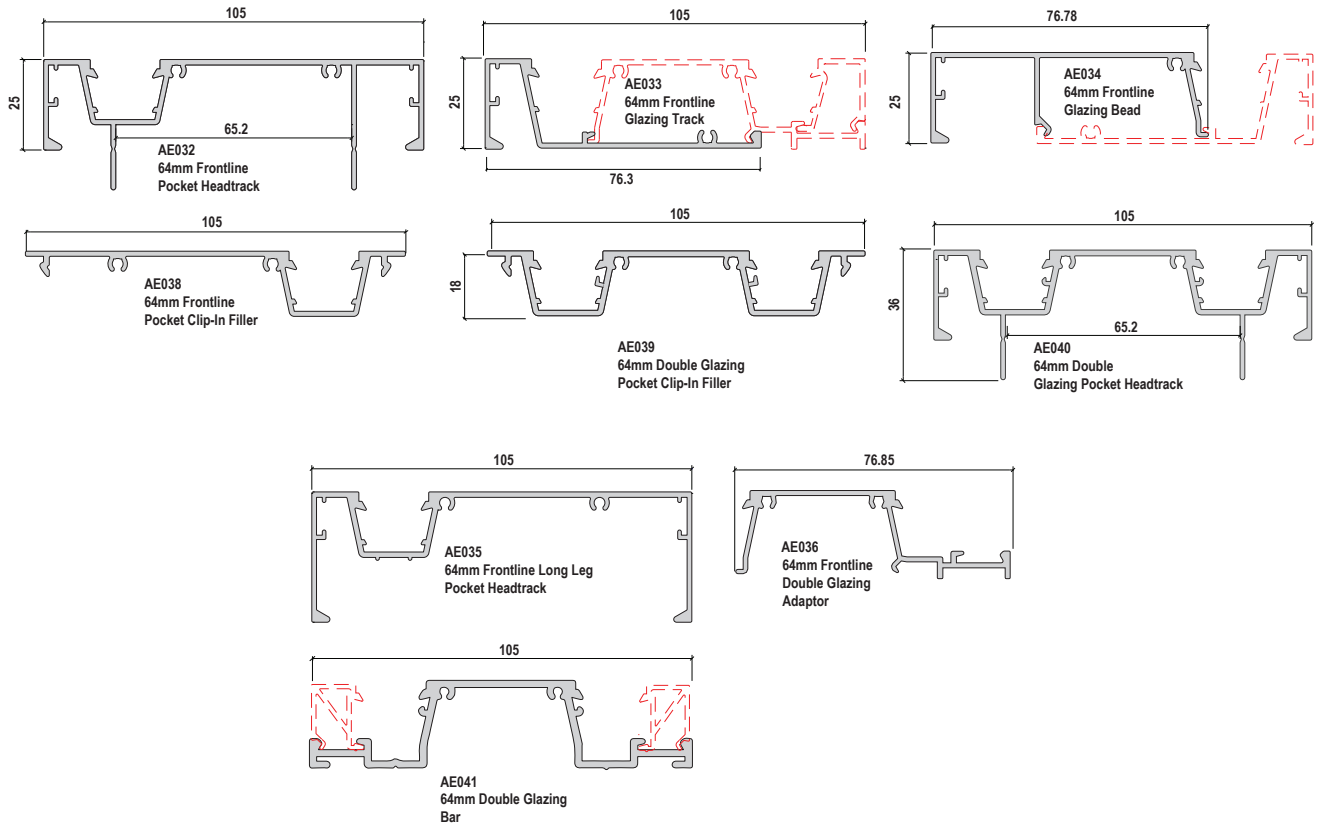 105
25
65.2
AE032
64mm Frontline
Pocket Headtrack
105
25
AE033
64mm Frontline
Glazing Track
76.3
76.78
25
AE034
64mm Frontline
Glazing Bead
105
AE038
64mm Frontline
Pocket Clip-In Filler
105
18
AE039
64mm Double Glazing
Pocket Clip-In Filler
105
36
65.2
AE040
64mm Double
Glazing Pocket Headtrack
105
AE035
64mm Frontline Long Leg
Pocket Headtrack
76.85
AE036
64mm Frontline
Double Glazing
Adaptor
105
AE041
64mm Double Glazing
Bar